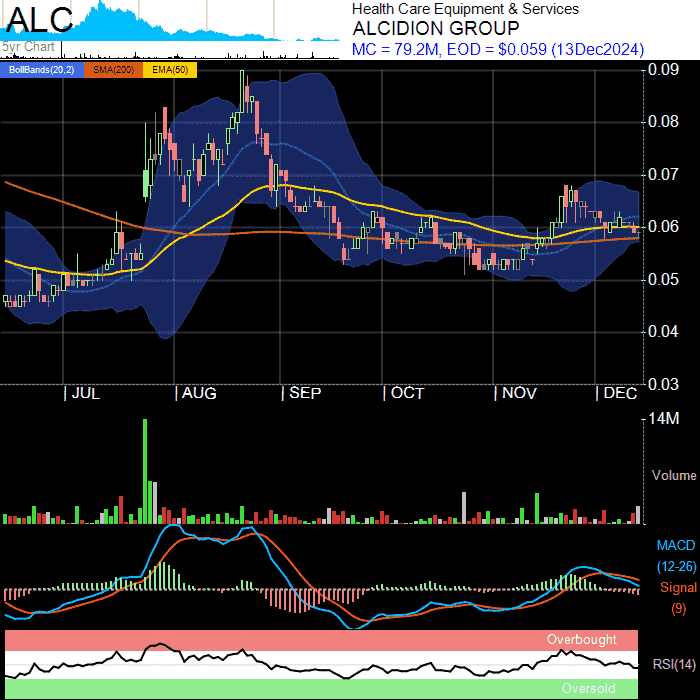 ALC
5yr Chart
Health Care Equipment & Services
ALCIDION GROUP
MC = 79.2M, EOD = $0.059 (13Dec2024)
BollBands(20,2) SMA(200) EMA(50)
0.09
0.08
0.07
0.06
0.05
0.04
0.03
JUL AUG SEP OCT NOV DEC
14M
Volume
MACD
(12-26)
Signal
(9)
Overbought
RSI(14)
Oversold